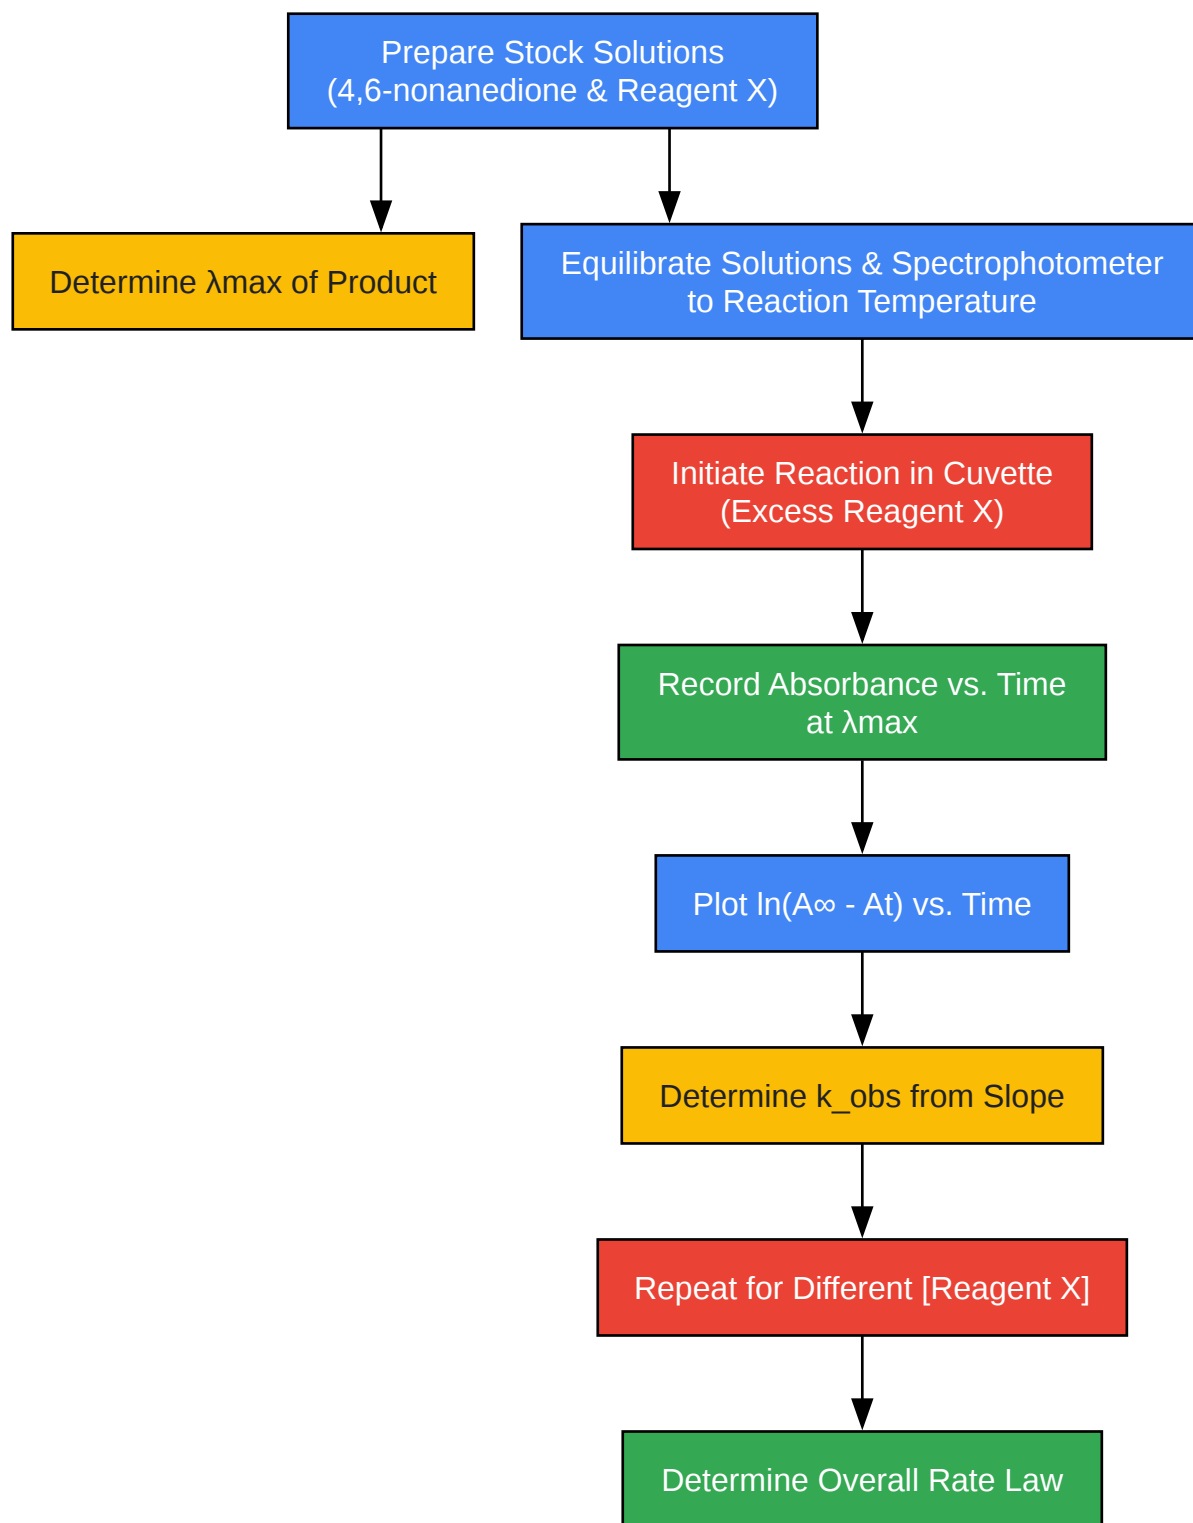 Prepare Stock Solutions
(4,6-nonanedione & Reagent X)
Determine λmax of Product
Equilibrate Solutions & Spectrophotometer
to Reaction Temperature
Initiate Reaction in Cuvette
(Excess Reagent X)
Record Absorbance vs. Time
at λmax
Plot ln(A∞ - At) vs. Time
Determine k_obs from Slope
Repeat for Different [Reagent X]
Determine Overall Rate Law